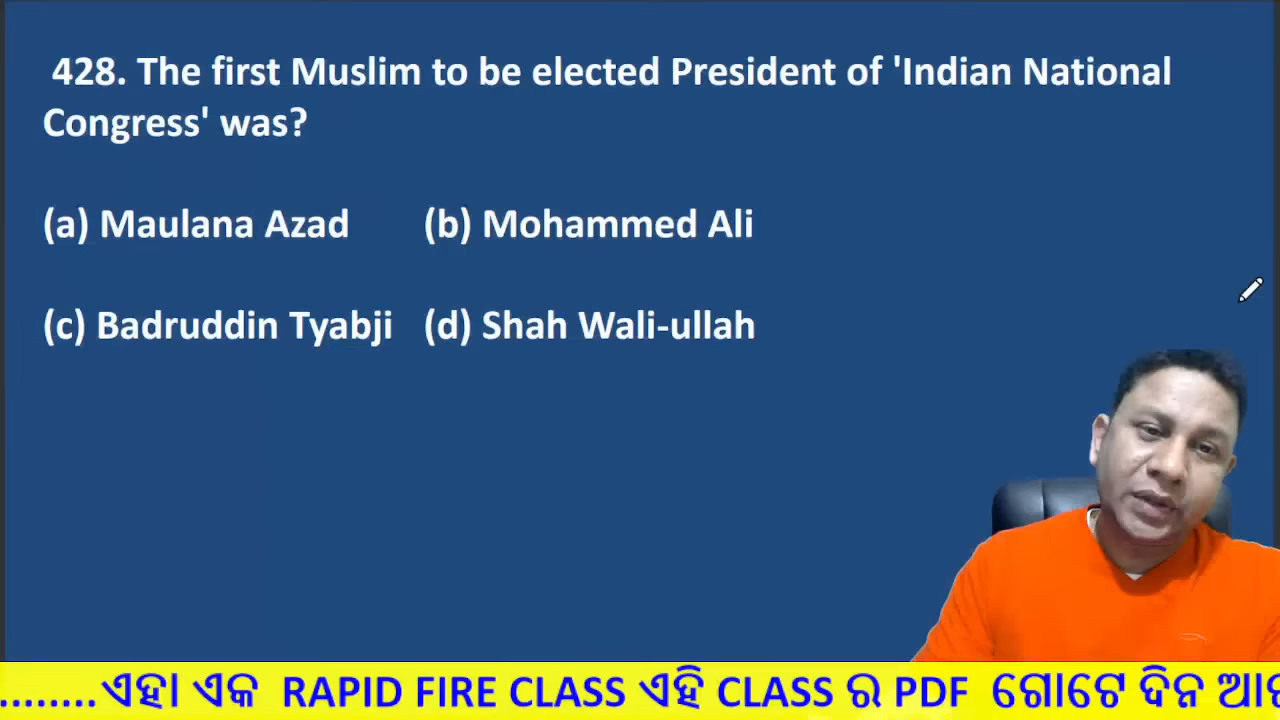 428. The first Muslim to be elected President of 'Indian National
Congress' was?
(a) Maulana Azad (b) Mohammed Ali
(c) Badruddin Tyabji (d) Shah Wali-ullah
........ଏହା ଏକ RAPID FIRE CLASS ଏହି CLASS ର PDF ଗୋଟେ ଦିନ